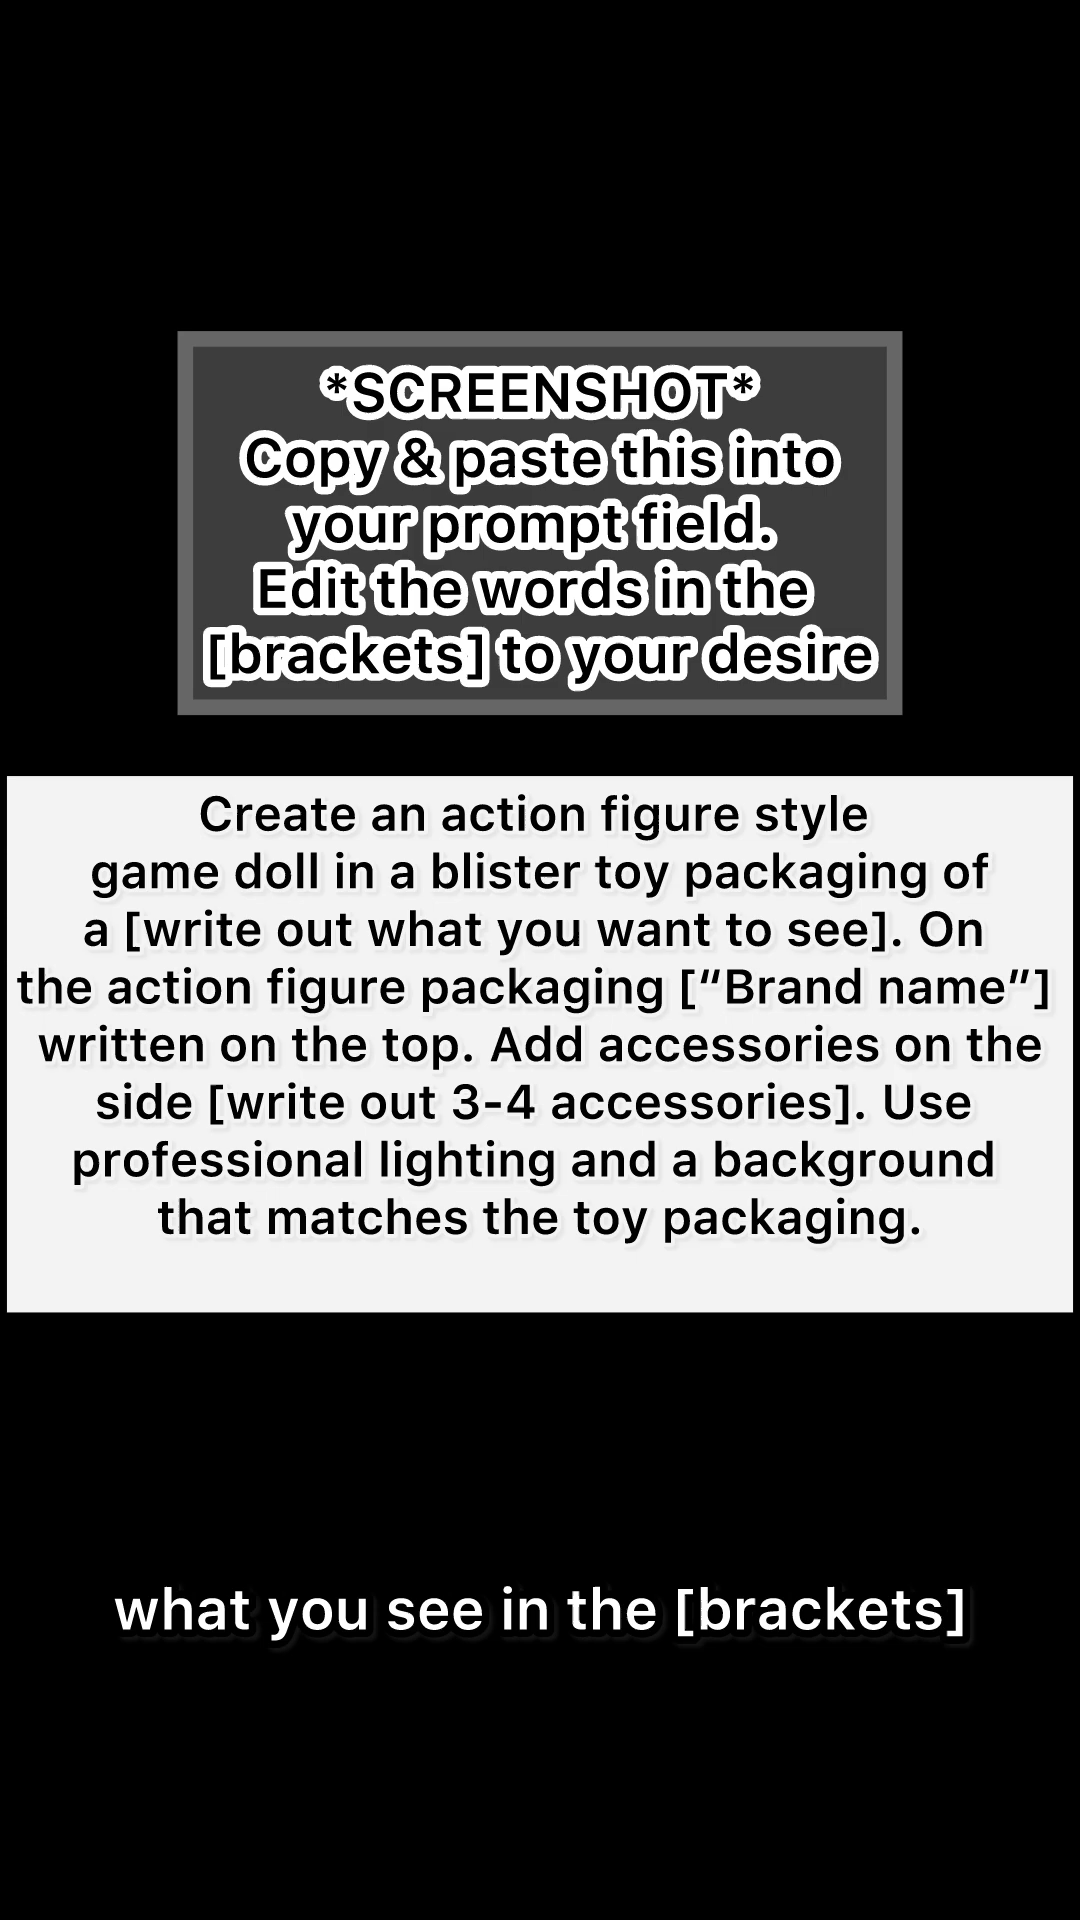 *SCREENSHOT*
Copy & paste this into
your prompt field.
Edit the words in the
[brackets] to your desire
Create an action figure style
game doll in a blister toy packaging of
a [write out what you want to see]. On
the action figure packaging [“Brand name”]
written on the top. Add accessories on the
side [write out 3-4 accessories]. Use
professional lighting and a background
that matches the toy packaging.
what you see in the [brackets]